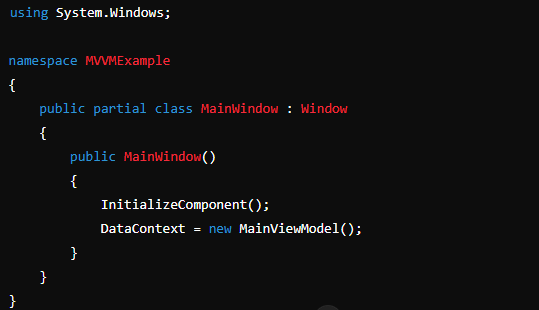 using System.Windows;
namespace MVVMExample
{
    public partial class MainWindow : Window
    {
        public MainWindow()
        {
            InitializeComponent();
            DataContext = new MainViewModel();
        }
    }
}